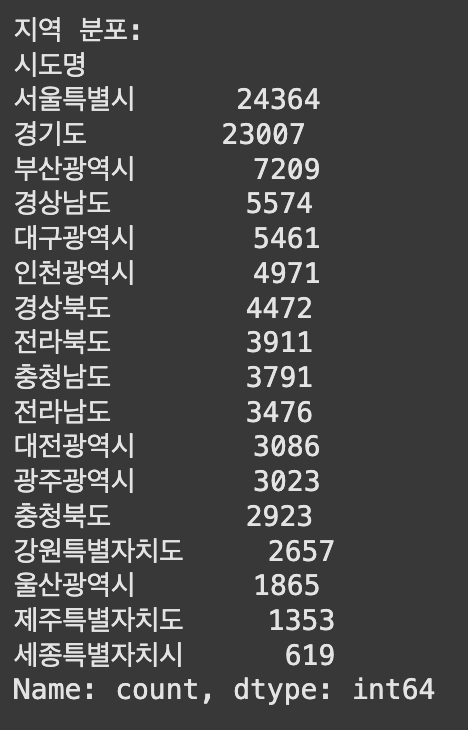 지역 분포:
시도명
서울특별시 24364
경기도 23007
부산광역시 7209
경상남도 5574
대구광역시 5461
인천광역시 4971
경상북도 4472
전라북도 3911
충청남도 3791
전라남도 3476
대전광역시 3086
광주광역시 3023
충청북도 2923
강원특별자치도 2657
울산광역시 1865
제주특별자치도 1353
세종특별자치시 619
Name: count, dtype: int64